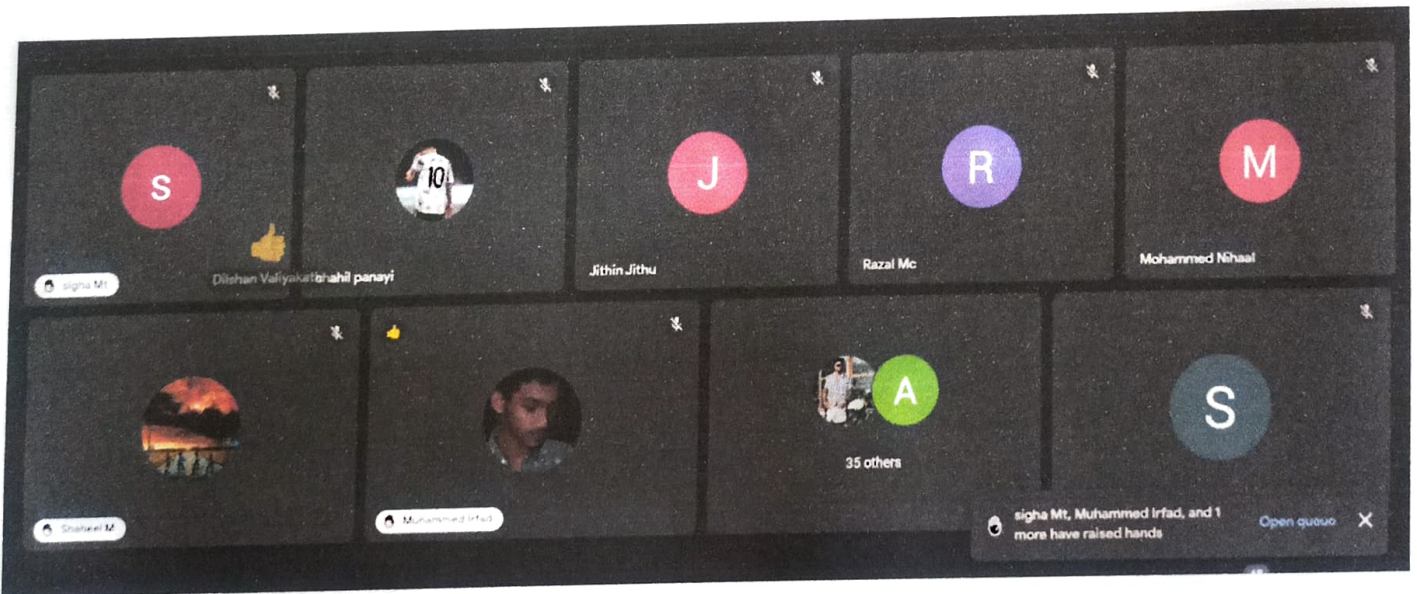 S
10
J
R
M
sigha Mt
Dilshan Valiyakath
hahil panayi
Jithin Jithu
Razal Mc
Mohammed Nihaal
A
S
35 others
Shaheel M
Muhammed Irfad
sigha Mt, Muhammed Irfad, and 1
more have raised hands
Open queue